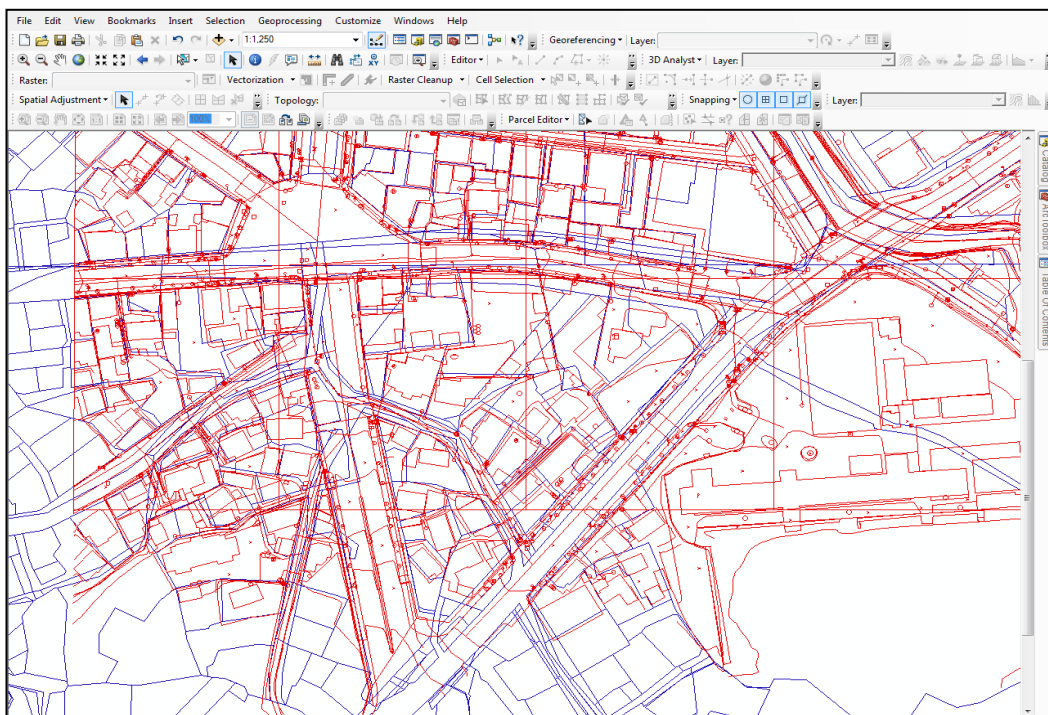 File Edit View Bookmarks Insert Selection Geoprocessing Customize Windows Help
1:1,250 Georeferencing Layer:
Editor 3D Analyst Layer:
Raster: Vectorization Raster Cleanup Cell Selection
Spatial Adjustment Topology: Snapping Layer:
100% Parcel Editor
Catalog
ArcToolbox
Table Of Contents